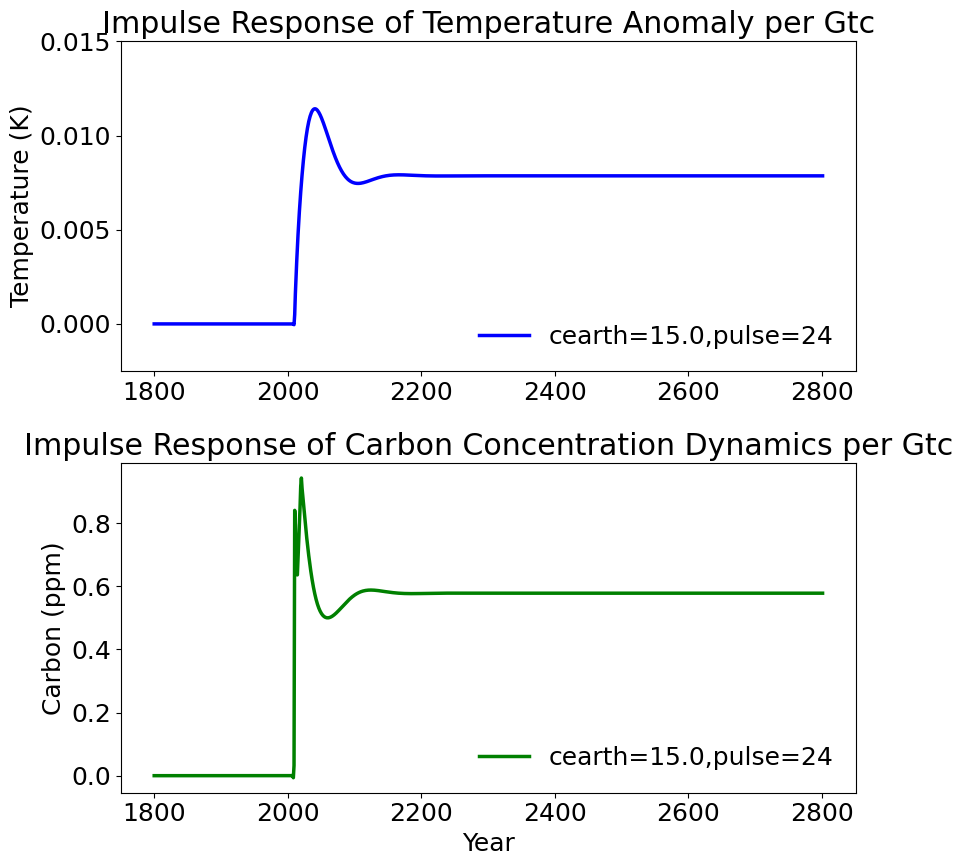 Impulse Response of Temperature Anomaly per Gtc
0.015
0.010
0.005
0.000
Temperature (K)
cearth=15.0,pulse=24
1800 2000 2200 2400 2600 2800
Impulse Response of Carbon Concentration Dynamics per Gtc
0.8
0.6
0.4
0.2
0.0
Carbon (ppm)
cearth=15.0,pulse=24
1800 2000 2200 2400 2600 2800
Year